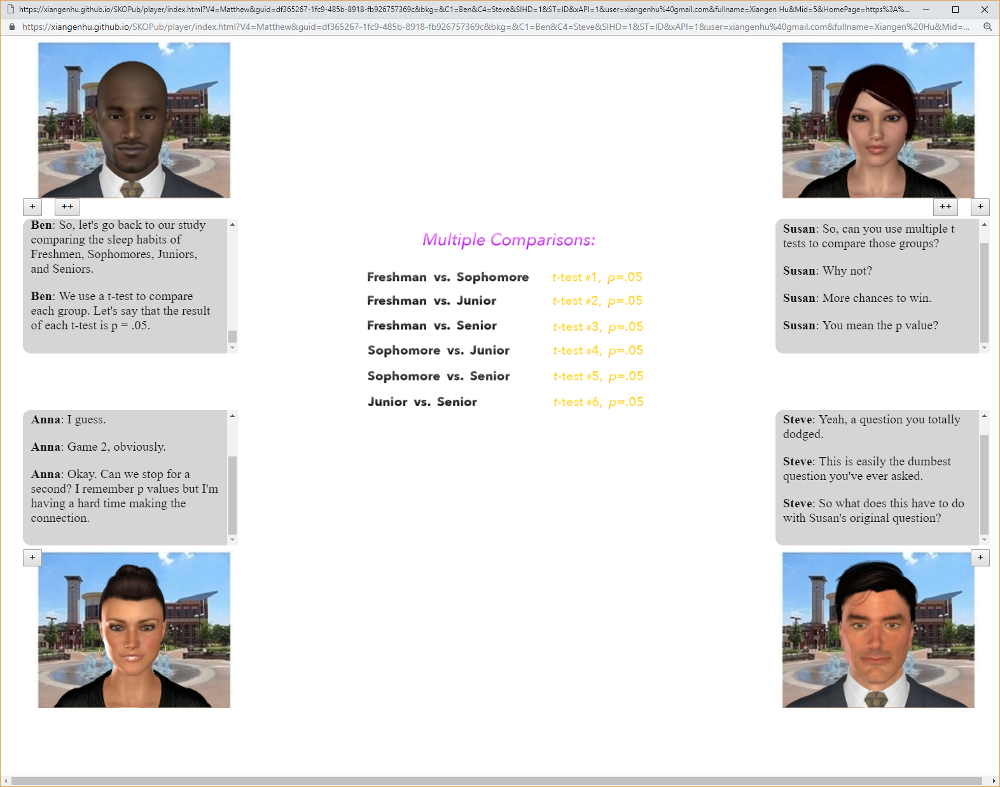 https://xiangenhu.github.io/SKOPub/player/index.html?V4=Matthew&guid=df365267-1fc9-485b-8918-fb926757369c&bkg=&C1=Ben&C4=Steve&SIHD=1&ST=ID&xAPI=1&user=xiangenhu%40gmail.com&fullname=Xiangen Hu&Mid=5&HomePage=https%3A%...
https://xiangenhu.github.io/SKOPub/player/index.html?V4=Matthew&guid=df365267-1fc9-485b-8918-fb926757369c&bkg=&C1=Ben&C4=Steve&SIHD=1&ST=ID&xAPI=1&user=xiangenhu%40gmail.com&fullname=Xiangen%20Hu&Mid=...
+ ++
++ +
Ben: So, let's go back to our study
comparing the sleep habits of
Freshmen, Sophomores, Juniors,
and Seniors.
Ben: We use a t-test to compare
each group. Let's say that the result
of each t-test is p = .05.
Multiple Comparisons:
Freshman vs. Sophomore t-test #1, p=.05
Freshman vs. Junior t-test #2, p=.05
Freshman vs. Senior t-test #3, p=.05
Sophomore vs. Junior t-test #4, p=.05
Sophomore vs. Senior t-test #5, p=.05
Junior vs. Senior t-test #6, p=.05
Susan: So, can you use multiple t
tests to compare those groups?
Susan: Why not?
Susan: More chances to win.
Susan: You mean the p value?
Anna: I guess.
Anna: Game 2, obviously.
Anna: Okay. Can we stop for a
second? I remember p values but I'm
having a hard time making the
connection.
+
Steve: Yeah, a question you totally
dodged.
Steve: This is easily the dumbest
question you've ever asked.
Steve: So what does this have to do
with Susan's original question?
+